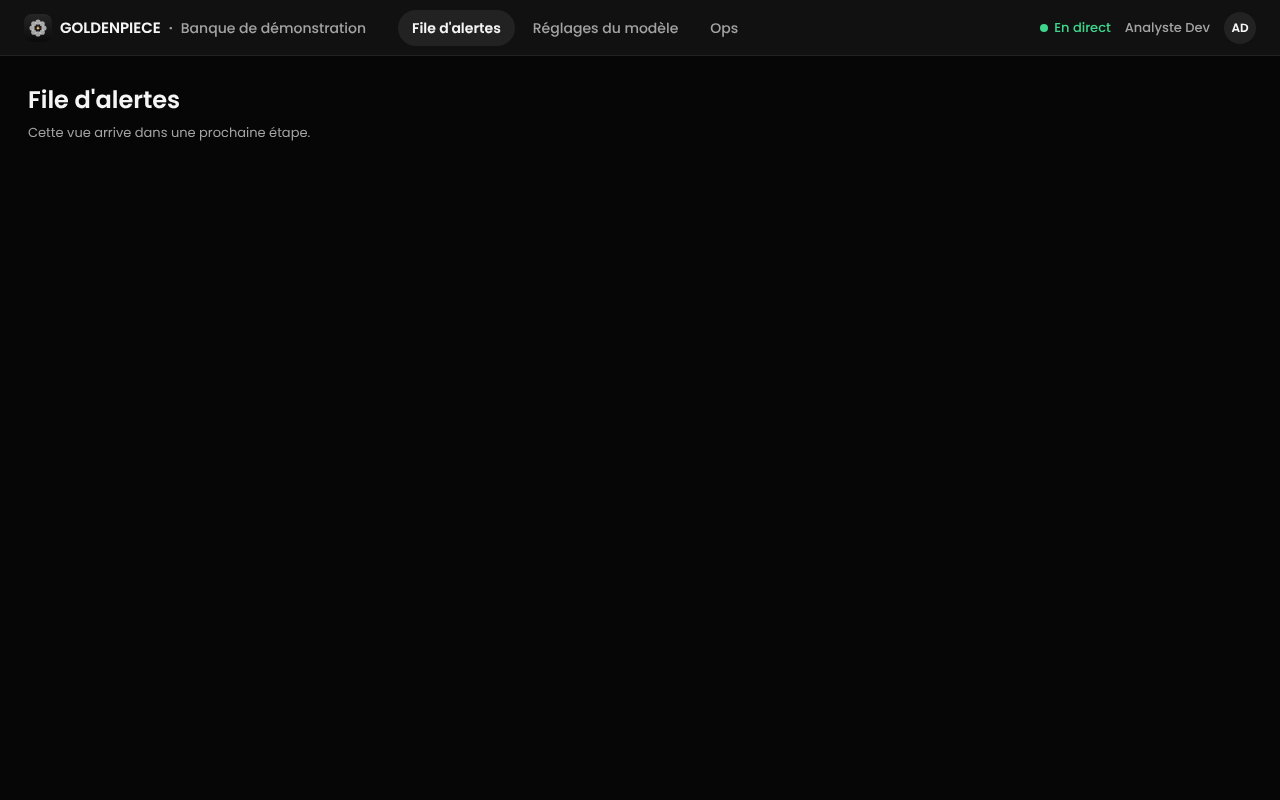 GOLDENPIECE · Banque de démonstration File d'alertes Réglages du modèle Ops En direct Analyste Dev AD
File d'alertes
Cette vue arrive dans une prochaine étape.